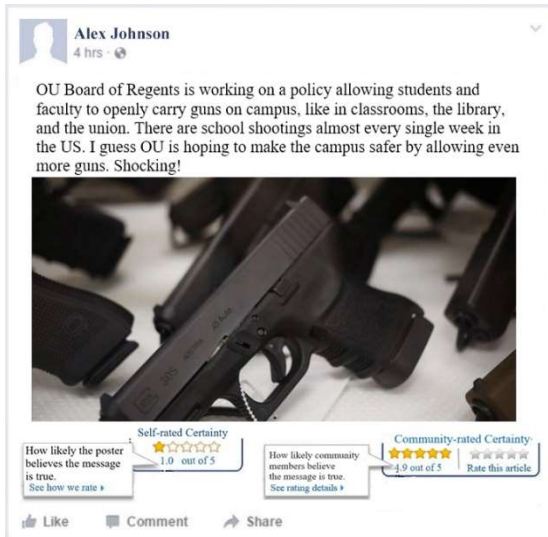 Alex Johnson
4 hrs ·
OU Board of Regents is working on a policy allowing students and
faculty to openly carry guns on campus, like in classrooms, the library,
and the union. There are school shootings almost every single week in
the US. I guess OU is hoping to make the campus safer by allowing even
more guns. Shocking!
GLOCK 30S AUSTRIA .45 Auto
Self-rated Certainty
1.0 out of 5
How likely the poster
believes the message
is true.
See how we rate
Community-rated Certainty
4.9 out of 5
Rate this article
How likely community
members believe
the message is true.
See rating details
Like Comment Share